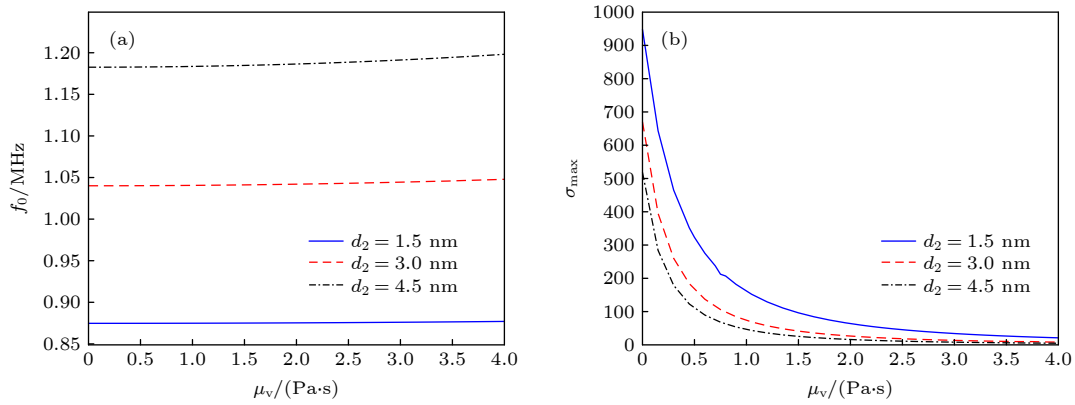 (a)
1.20
1.15
1.10
1.05
1.00
0.95
0.90
0.85
f₀/MHz
d₂ = 1.5 nm
d₂ = 3.0 nm
d₂ = 4.5 nm
0 0.5 1.0 1.5 2.0 2.5 3.0 3.5 4.0
μᵥ/(Pa·s)
(b)
1000
900
800
700
600
500
400
300
200
100
0
σmax
d₂ = 1.5 nm
d₂ = 3.0 nm
d₂ = 4.5 nm
0 0.5 1.0 1.5 2.0 2.5 3.0 3.5 4.0
μᵥ/(Pa·s)